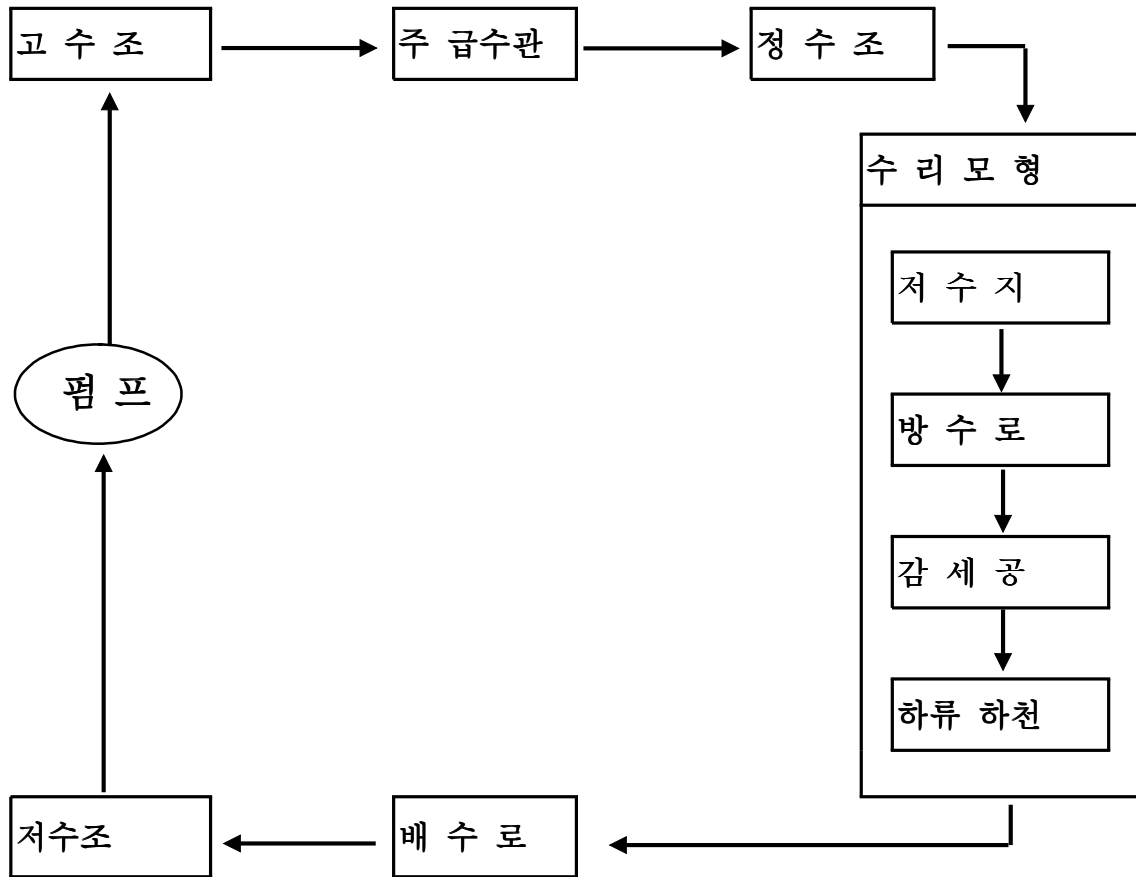 고 수 조
주 급수관
정 수 조
수 리 모 형
저 수 지
방 수 로
감 세 공
하류 하천
펌 프
저수조
배 수 로